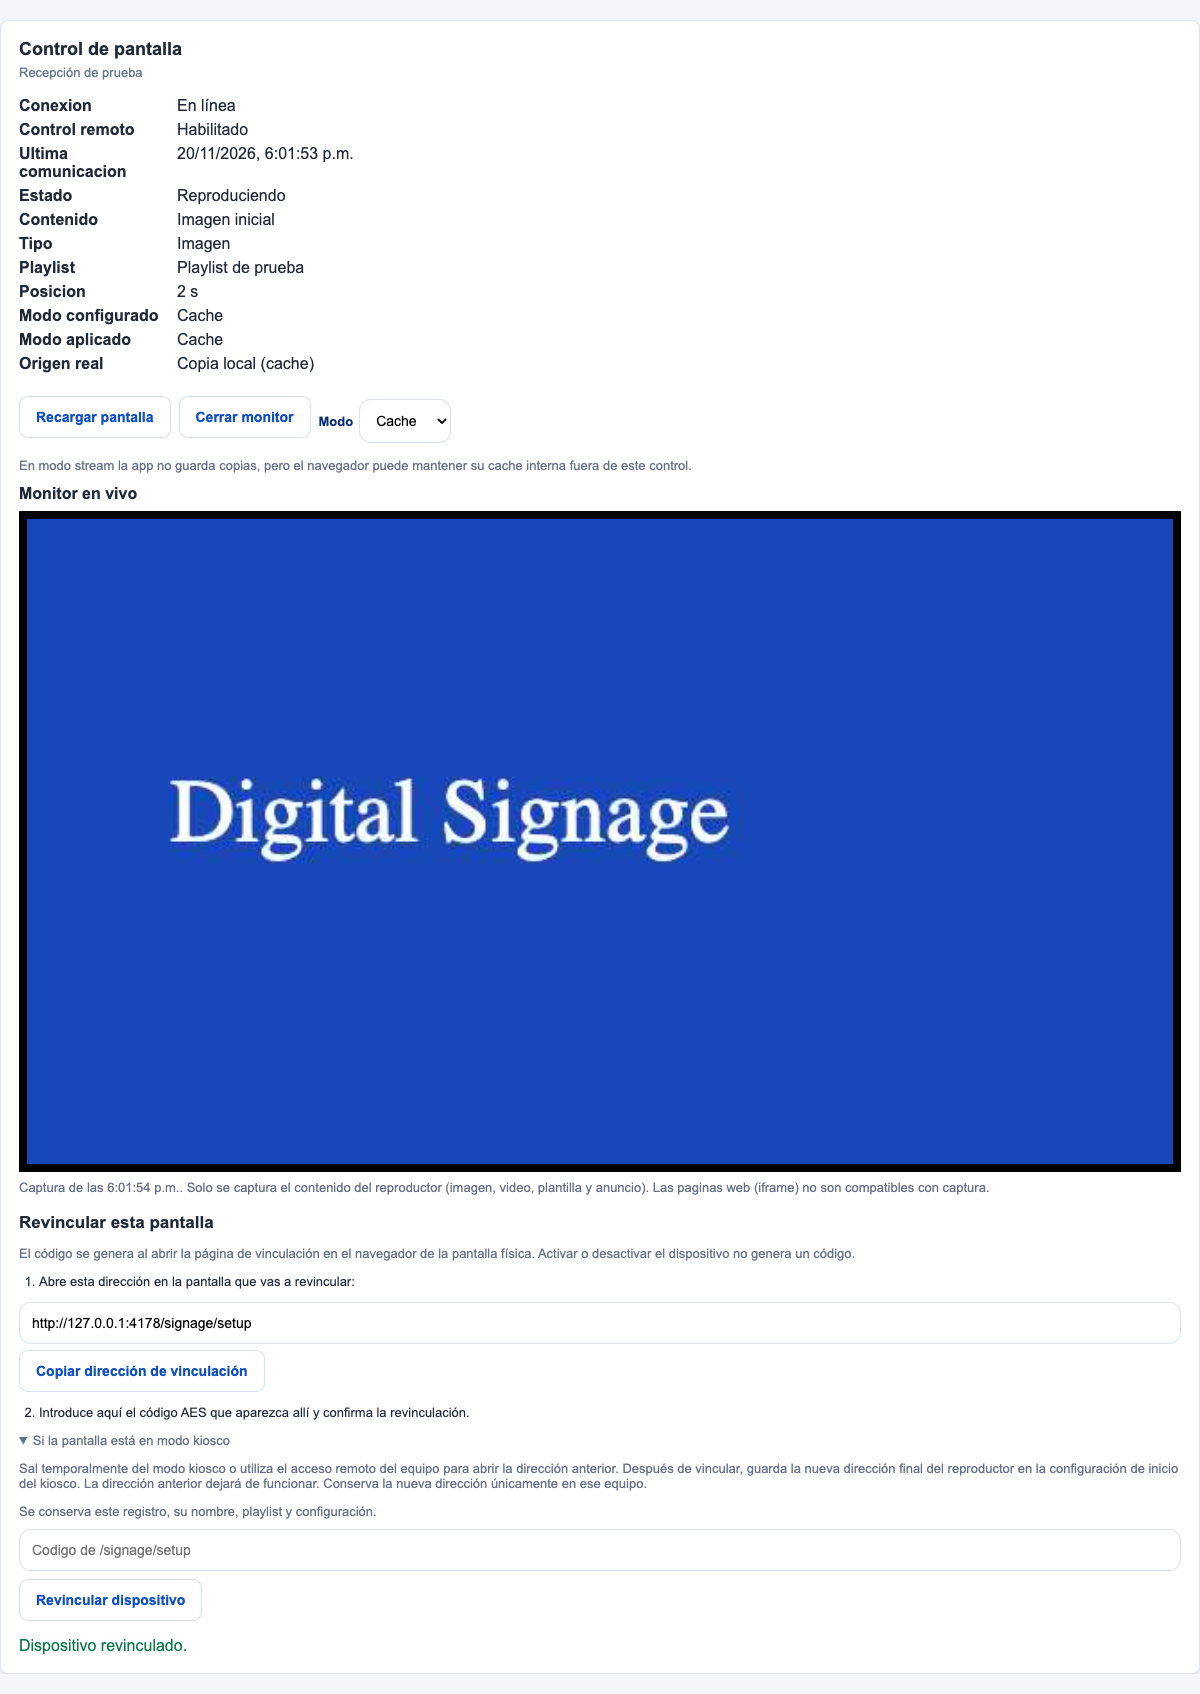 Control de pantalla
Recepción de prueba
Conexion En línea
Control remoto Habilitado
Ultima comunicacion 20/11/2026, 6:01:53 p.m.
Estado Reproduciendo
Contenido Imagen inicial
Tipo Imagen
Playlist Playlist de prueba
Posicion 2 s
Modo configurado Cache
Modo aplicado Cache
Origen real Copia local (cache)
Recargar pantalla Cerrar monitor Modo Cache
En modo stream la app no guarda copias, pero el navegador puede mantener su cache interna fuera de este control.
Monitor en vivo
Digital Signage
Captura de las 6:01:54 p.m.. Solo se captura el contenido del reproductor (imagen, video, plantilla y anuncio). Las paginas web (iframe) no son compatibles con captura.
Revincular esta pantalla
El código se genera al abrir la página de vinculación en el navegador de la pantalla física. Activar o desactivar el dispositivo no genera un código.
1. Abre esta dirección en la pantalla que vas a revincular:
http://127.0.0.1:4178/signage/setup
Copiar dirección de vinculación
2. Introduce aquí el código AES que aparezca allí y confirma la revinculación.
▼ Si la pantalla está en modo kiosco
Sal temporalmente del modo kiosco o utiliza el acceso remoto del equipo para abrir la dirección anterior. Después de vincular, guarda la nueva dirección final del reproductor en la configuración de inicio
del kiosco. La dirección anterior dejará de funcionar. Conserva la nueva dirección únicamente en ese equipo.
Se conserva este registro, su nombre, playlist y configuración.
Codigo de /signage/setup
Revincular dispositivo
Dispositivo revinculado.